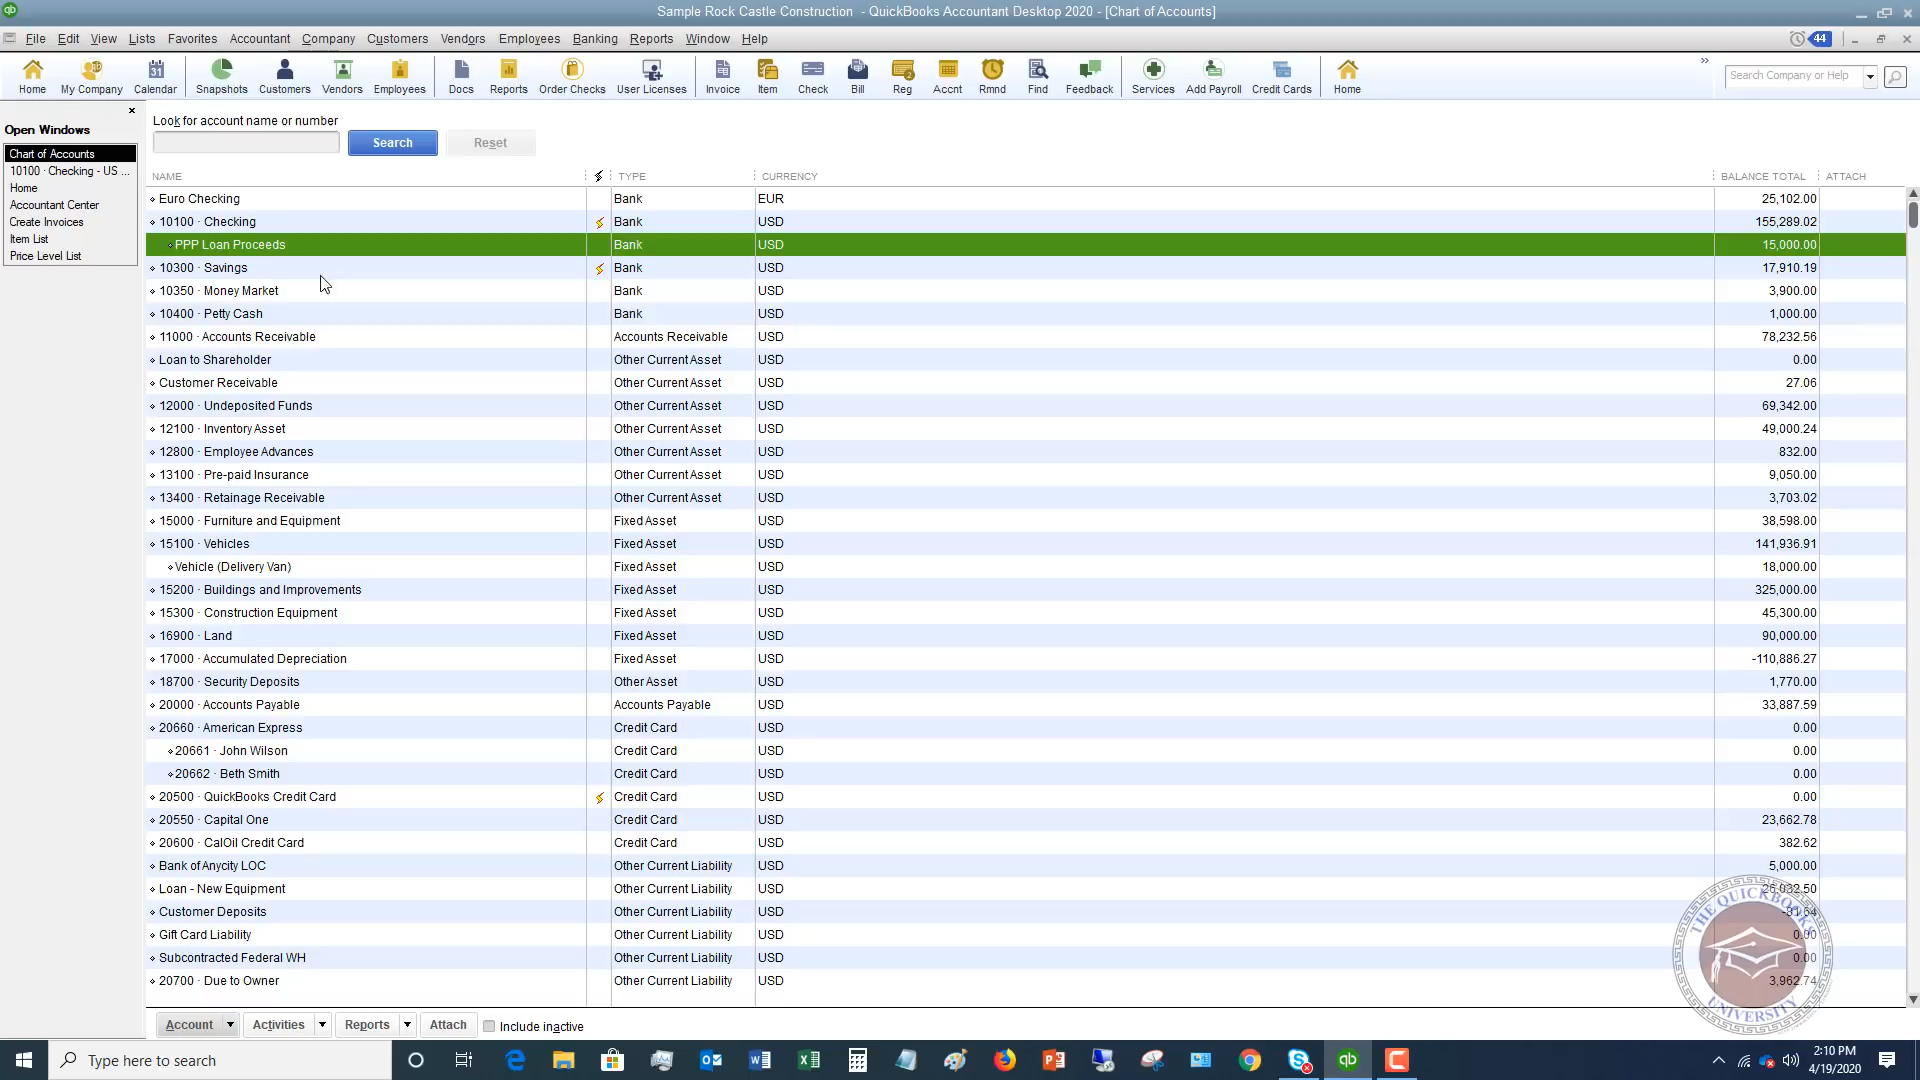 Sample Rock Castle Construction - QuickBooks Accountant Desktop 2020 - [Chart of Accounts]
File Edit View Lists Favorites Accountant Company Customers Vendors Employees Banking Reports Window Help 44
Home My Company Calendar Snapshots Customers Vendors Employees Docs Reports Order Checks User Licenses Invoice Item Check Bill Reg Accnt Rmnd Find Feedback Services Add Payroll Credit Cards Home Search Company or Help
Open Windows
Chart of Accounts
10100 · Checking - US ...
Home
Accountant Center
Create Invoices
Item List
Price Level List
Look for account name or number
Search Reset
NAME TYPE CURRENCY BALANCE TOTAL ATTACH
Euro Checking Bank EUR 25,102.00
10100 · Checking Bank USD 155,289.02
PPP Loan Proceeds Bank USD 15,000.00
10300 · Savings Bank USD 17,910.19
10350 · Money Market Bank USD 3,900.00
10400 · Petty Cash Bank USD 1,000.00
11000 · Accounts Receivable Accounts Receivable USD 78,232.56
Loan to Shareholder Other Current Asset USD 0.00
Customer Receivable Other Current Asset USD 27.06
12000 · Undeposited Funds Other Current Asset USD 69,342.00
12100 · Inventory Asset Other Current Asset USD 49,000.24
12800 · Employee Advances Other Current Asset USD 832.00
13100 · Pre-paid Insurance Other Current Asset USD 9,050.00
13400 · Retainage Receivable Other Current Asset USD 3,703.02
15000 · Furniture and Equipment Fixed Asset USD 38,598.00
15100 · Vehicles Fixed Asset USD 141,936.91
Vehicle (Delivery Van) Fixed Asset USD 18,000.00
15200 · Buildings and Improvements Fixed Asset USD 325,000.00
15300 · Construction Equipment Fixed Asset USD 45,300.00
16900 · Land Fixed Asset USD 90,000.00
17000 · Accumulated Depreciation Fixed Asset USD -110,886.27
18700 · Security Deposits Other Asset USD 1,770.00
20000 · Accounts Payable Accounts Payable USD 33,887.59
20660 · American Express Credit Card USD 0.00
20661 · John Wilson Credit Card USD 0.00
20662 · Beth Smith Credit Card USD 0.00
20500 · QuickBooks Credit Card Credit Card USD 0.00
20550 · Capital One Credit Card USD 23,662.78
20600 · CalOil Credit Card Credit Card USD 382.62
Bank of Anycity LOC Other Current Liability USD 5,000.00
Loan - New Equipment Other Current Liability USD 26,032.50
Customer Deposits Other Current Liability USD
Gift Card Liability Other Current Liability USD 0.00
Subcontracted Federal WH Other Current Liability USD 0.00
20700 · Due to Owner Other Current Liability USD 3,962.74
THE QUICKBOOKS UNIVERSITY
Account Activities Reports Attach Include inactive
Type here to search
2:10 PM
4/19/2020